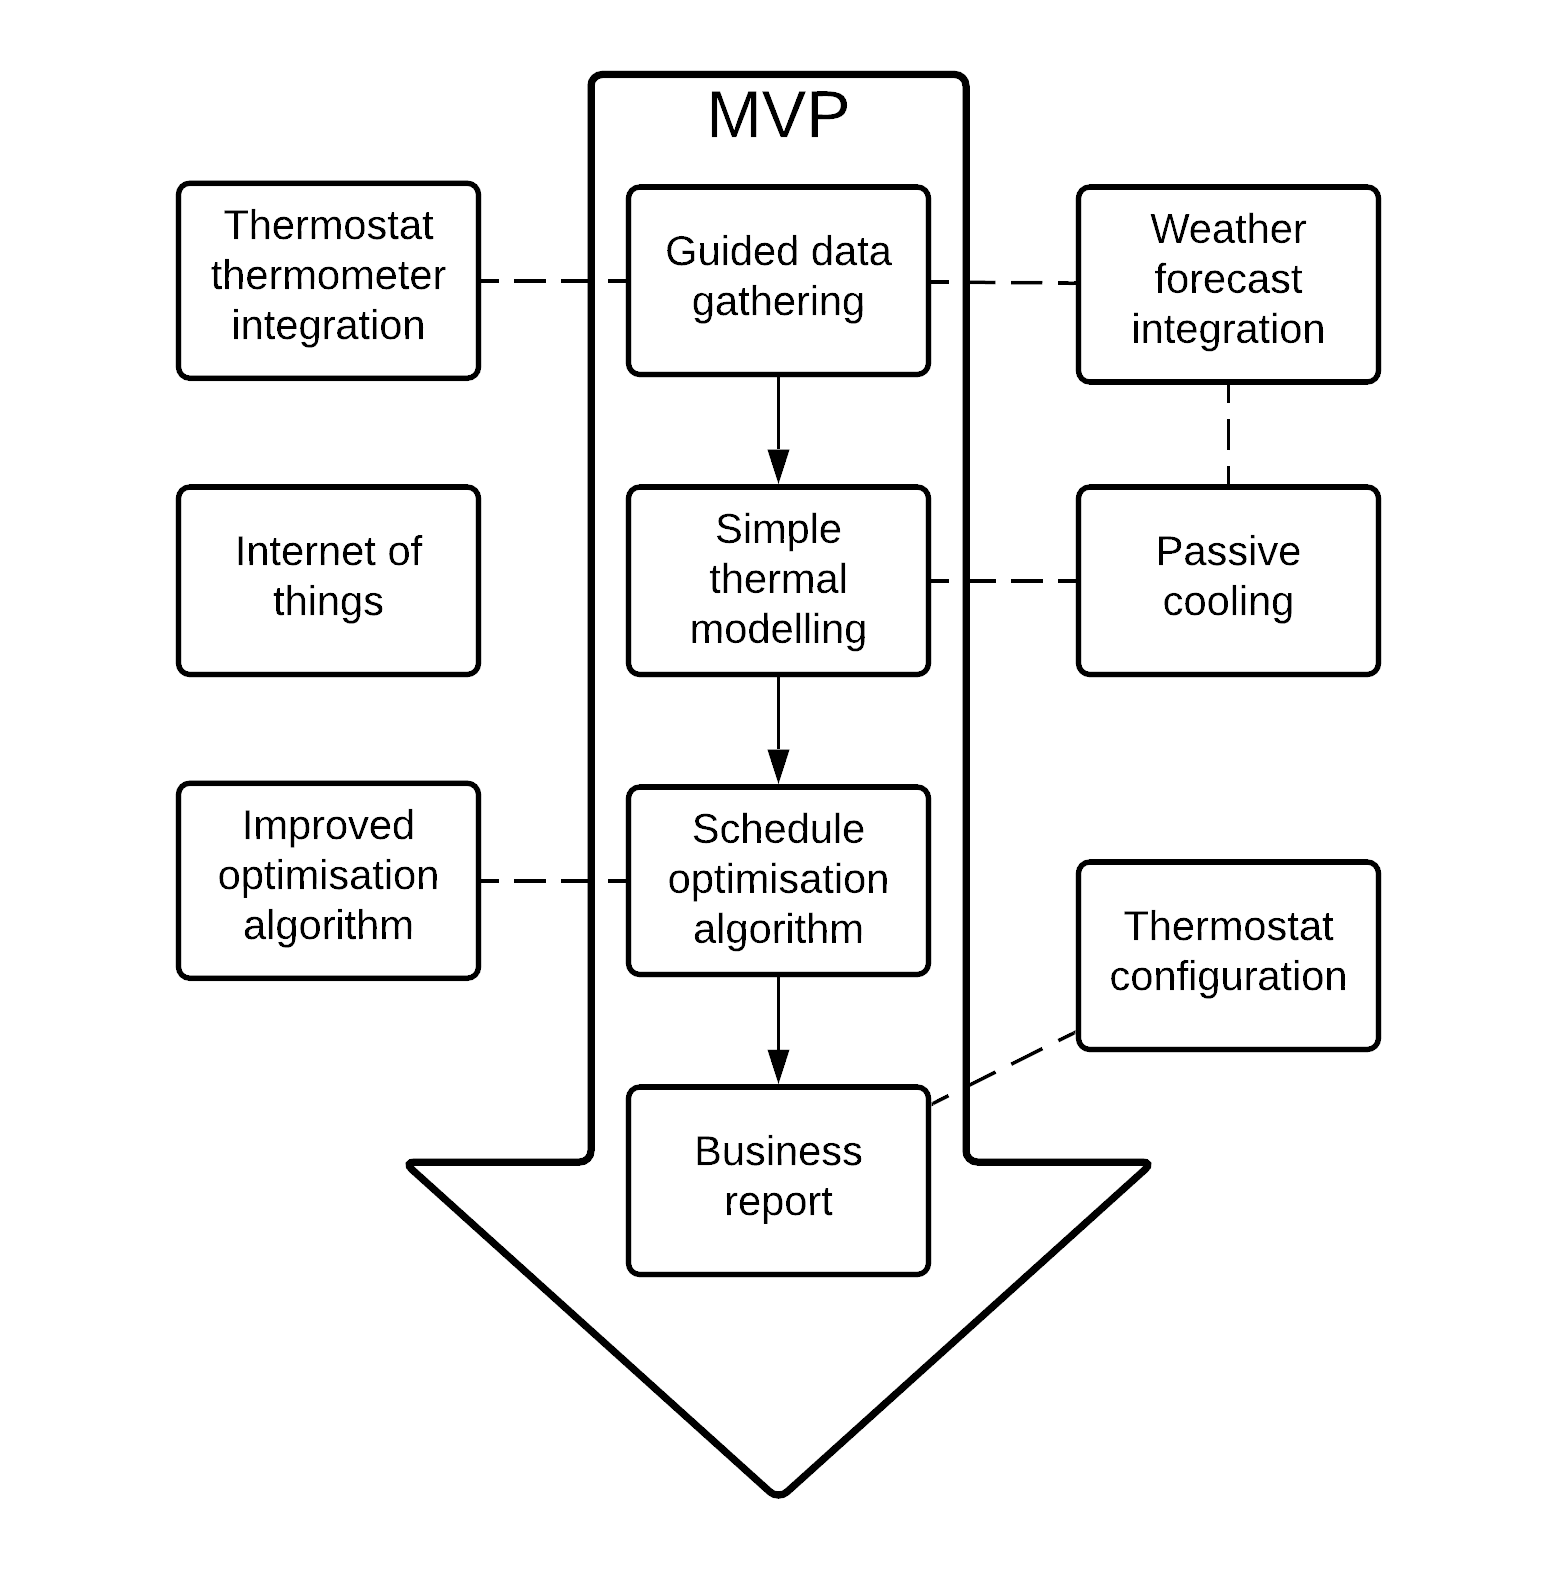 MVP
Thermostat
thermometer
integration
Guided data
gathering
Weather
forecast
integration
Internet of
things
Simple
thermal
modelling
Passive
cooling
Improved
optimisation
algorithm
Schedule
optimisation
algorithm
Thermostat
configuration
Business
report